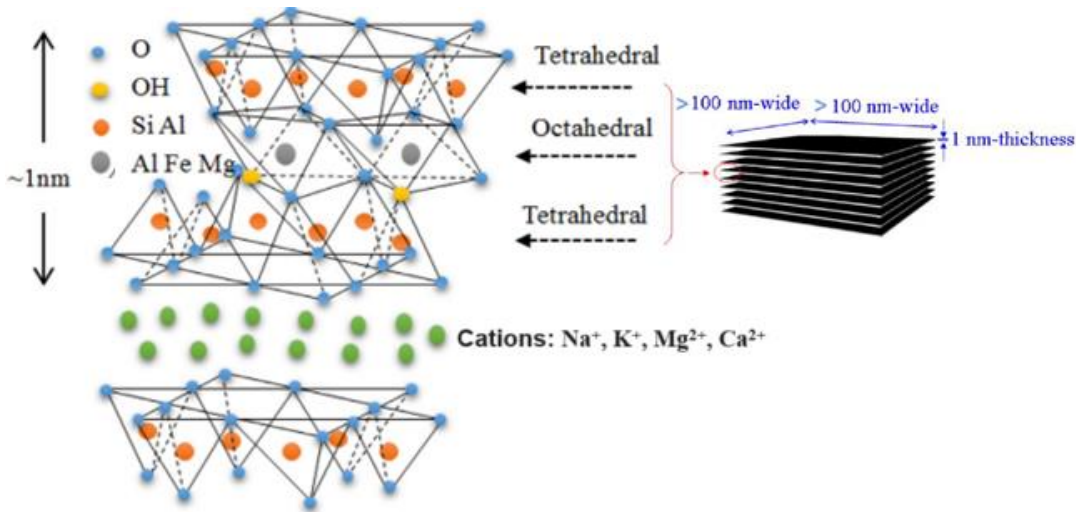 O
OH
Si Al
Al Fe Mg
~1nm
Tetrahedral
Octahedral
Tetrahedral
>100 nm-wide >100 nm-wide
1 nm-thickness
Cations: Na⁺, K⁺, Mg²⁺, Ca²⁺